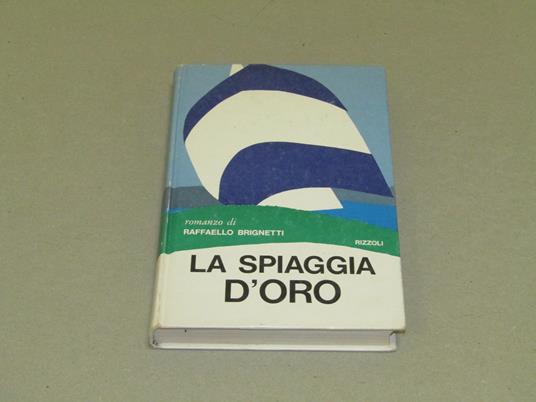 romanzo di
RAFFAELLO BRIGNETTI
RIZZOLI
LA SPIAGGIA
D'ORO